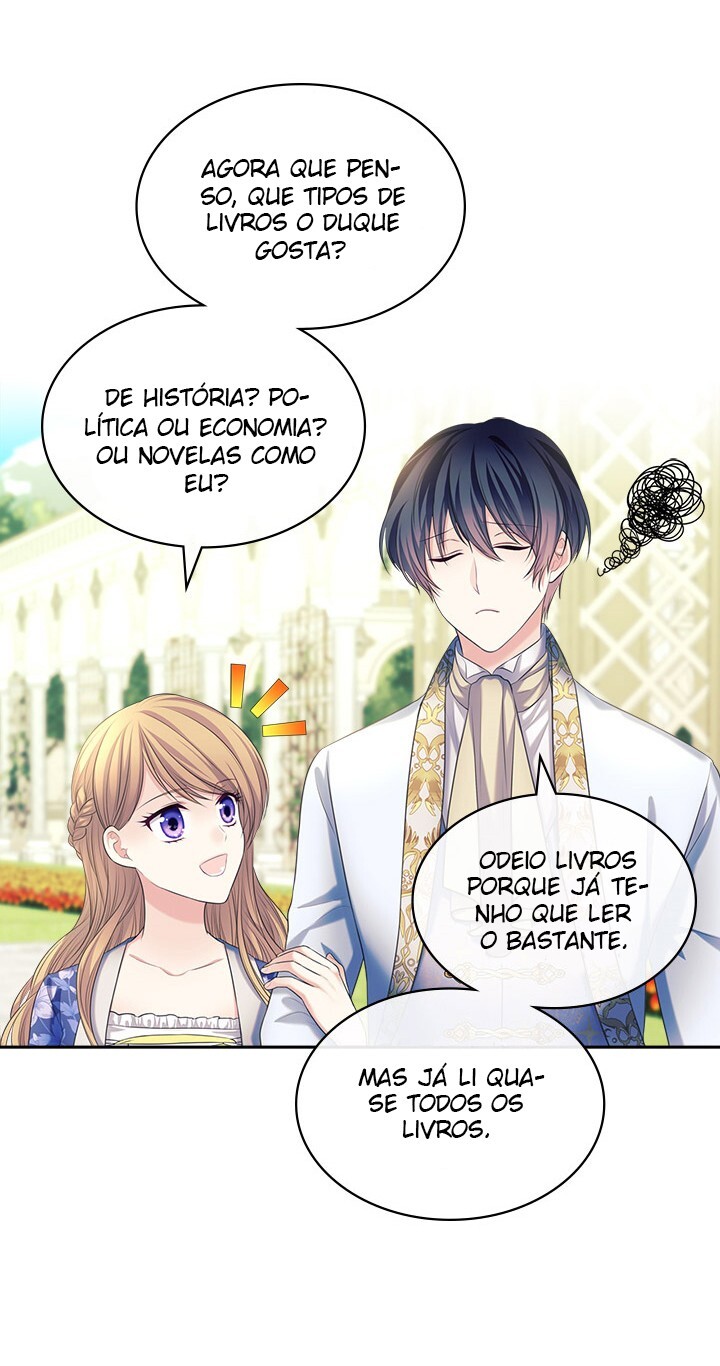 AGORA QUE PEN-
SO, QUE TIPOS DE
LIVROS O DUQUE
GOSTA?
DE HISTÓRIA? PO-
LÍTICA OU ECONOMIA?
OU NOVELAS COMO
EU?
ODEIO LIVROS
PORQUE JÁ TE-
NHO QUE LER
O BASTANTE.
MAS JÁ LI QUA-
SE TODOS OS
LIVROS.